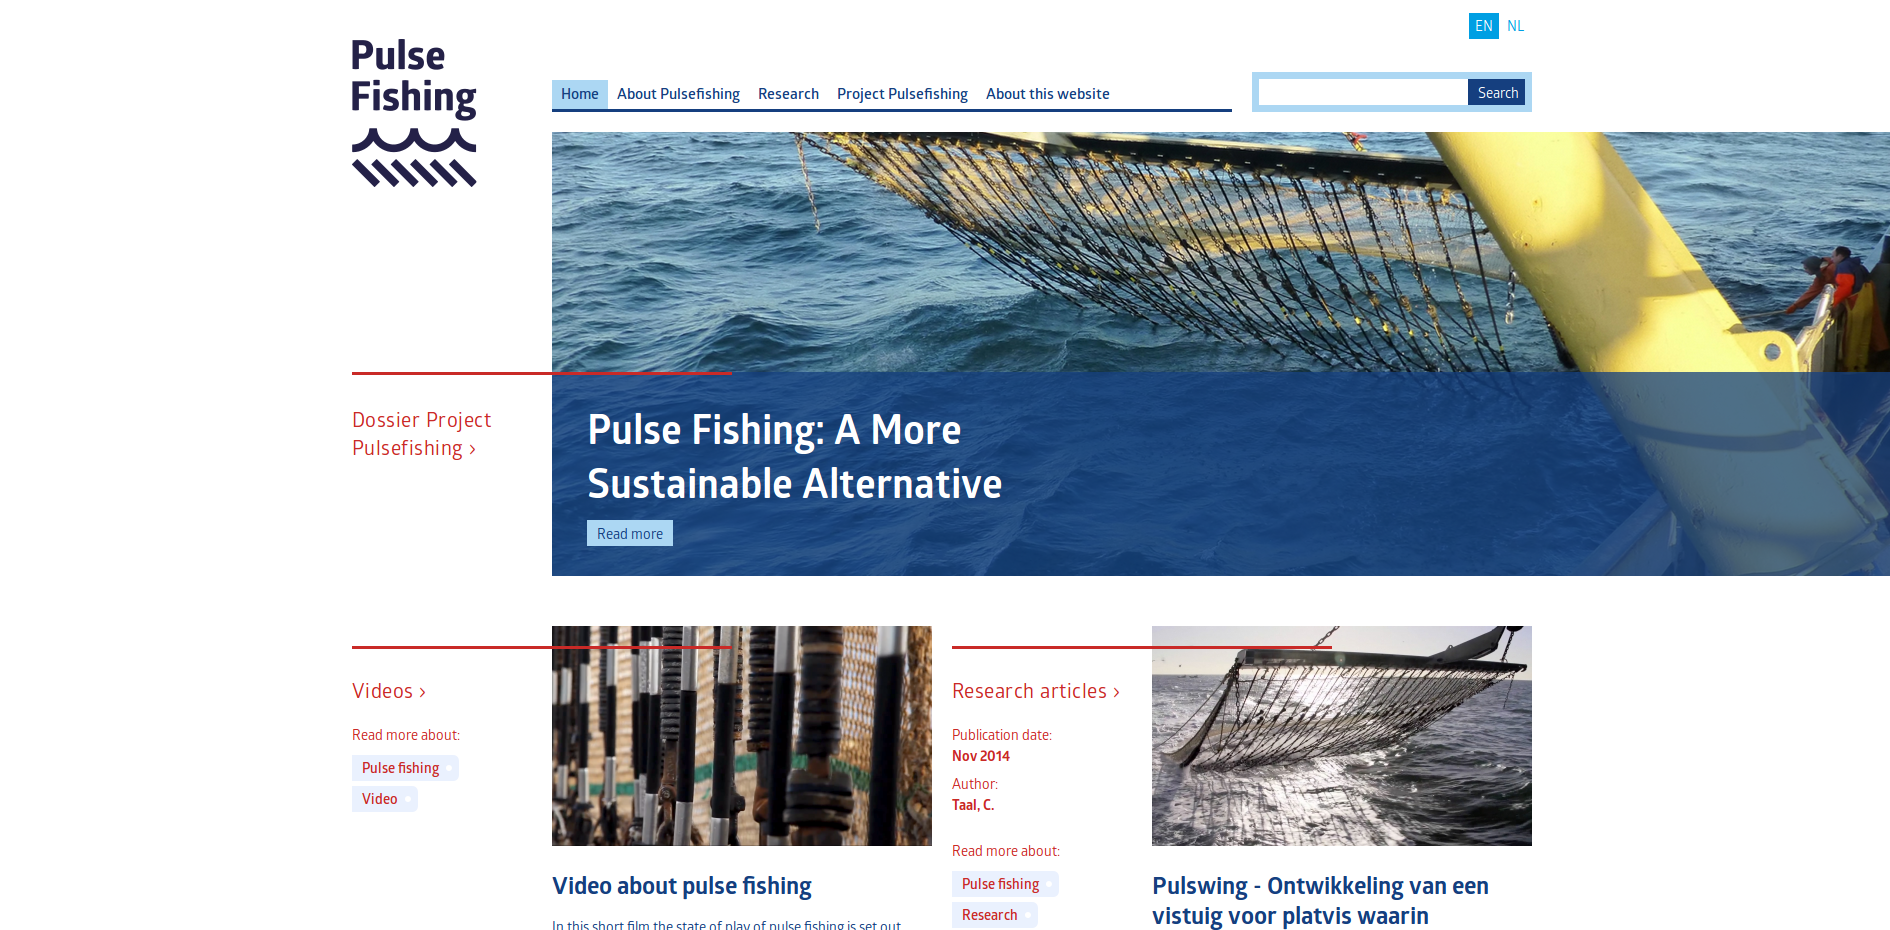 EN NL
Pulse
Fishing
Home About Pulsefishing Research Project Pulsefishing About this website
Search
Dossier Project
Pulsefishing ›
Pulse Fishing: A More
Sustainable Alternative
Read more
Videos ›
Read more about:
Pulse fishing
Video
Video about pulse fishing
In this short film the state of play of pulse fishing is set out
Research articles ›
Publication date:
Nov 2014
Author:
Taal, C.
Read more about:
Pulse fishing
Research
Pulswing - Ontwikkeling van een
vistuig voor platvis waarin